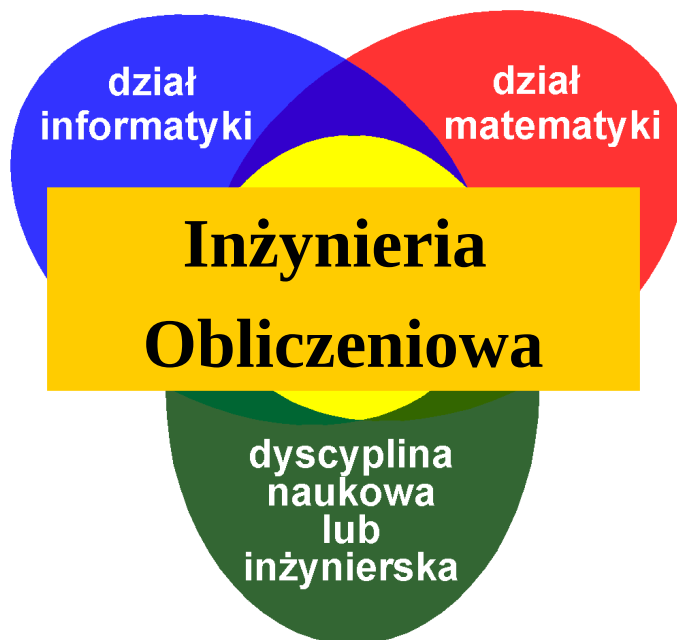 dział
informatyki
dział
matematyki
Inżynieria
Obliczeniowa
dyscyplina
naukowa
lub
inżynierska